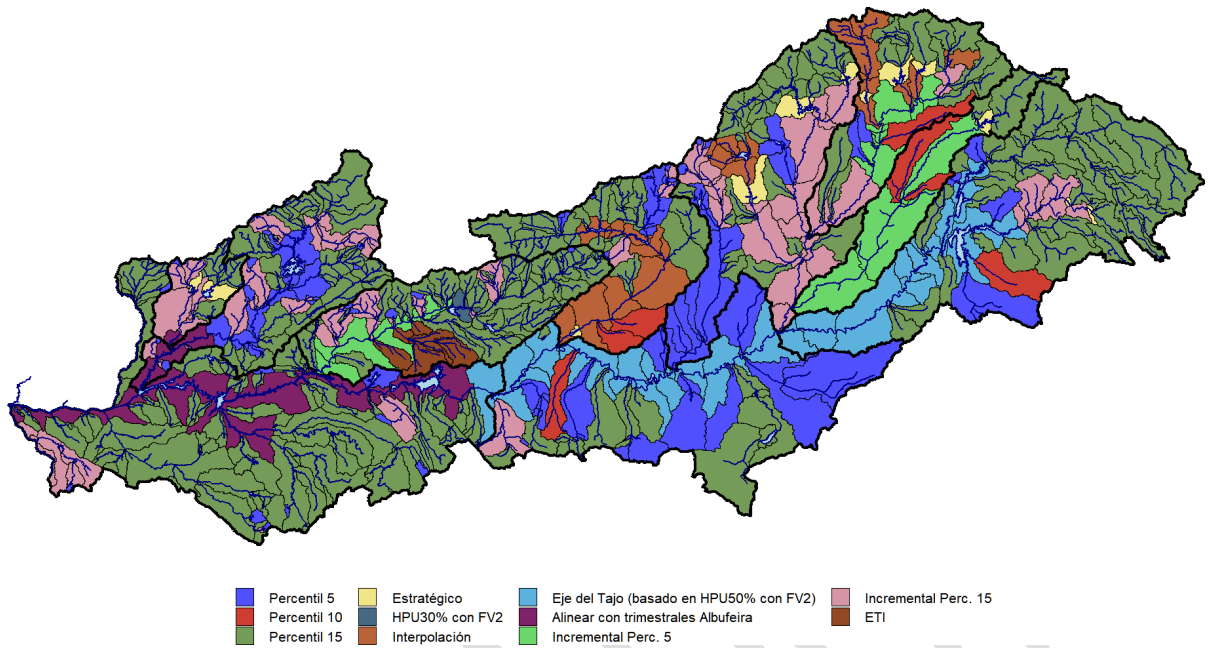 Percentil 5
Estratégico
Eje del Tajo (basado en HPU50% con FV2)
Incremental Perc. 15
Percentil 10
HPU30% con FV2
Alinear con trimestrales Albufeira
ETI
Percentil 15
Interpolación
Incremental Perc. 5